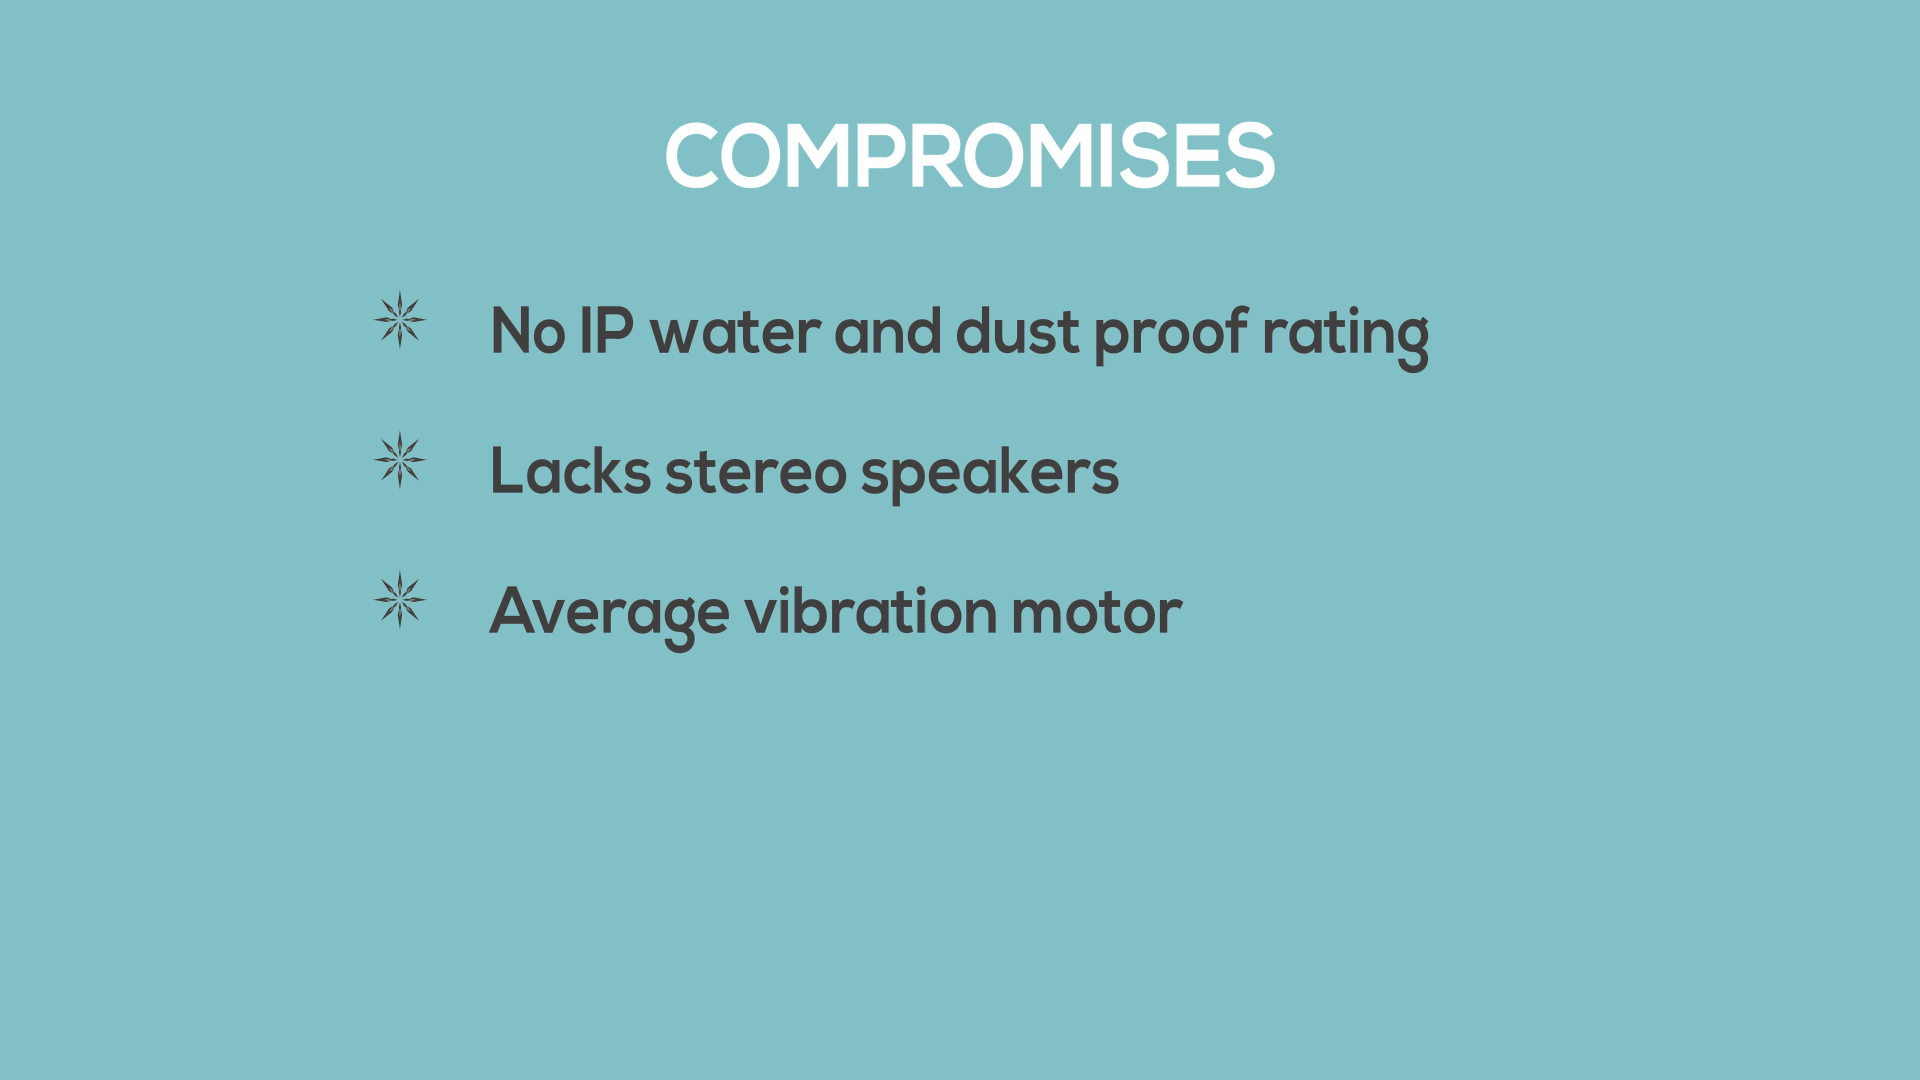 COMPROMISES
No IP water and dust proof rating
Lacks stereo speakers
Average vibration motor